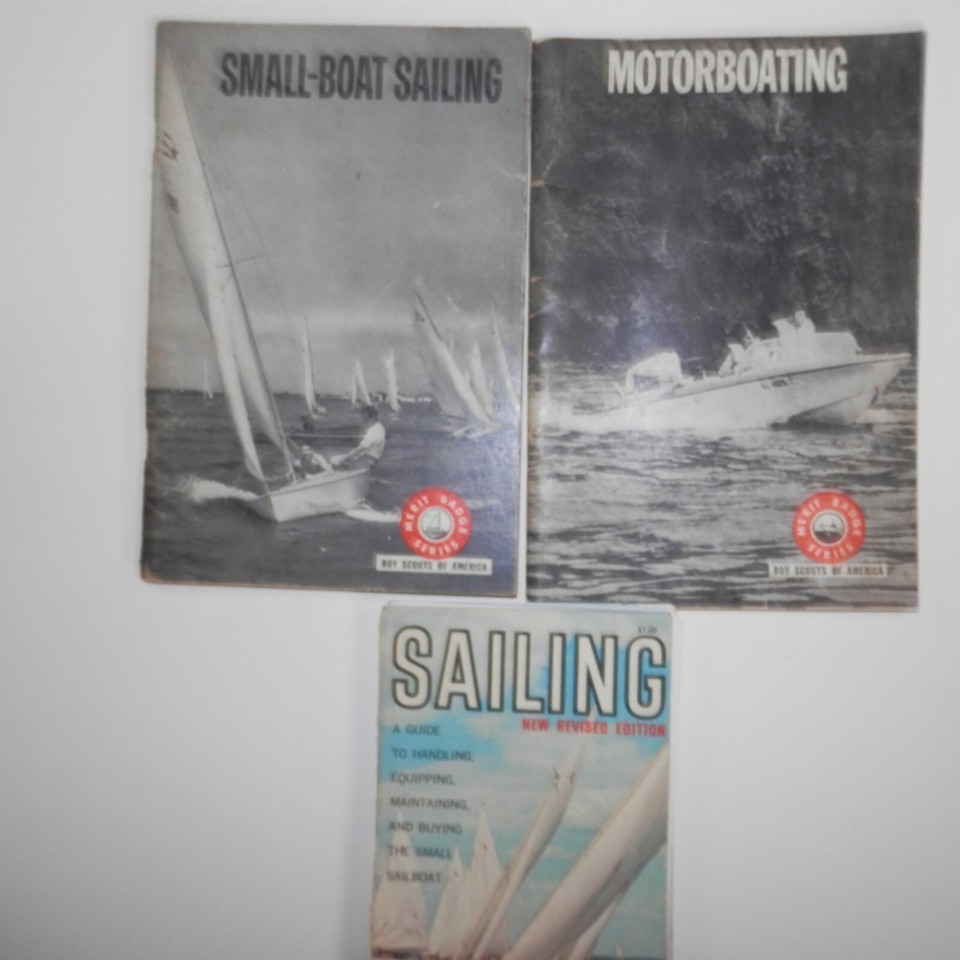 SMALL-BOAT SAILING
MERIT BADGE
SERIES
BOY SCOUTS OF AMERICA
MOTORBOATING
MERIT BADGE
SERIES
BOY SCOUTS OF AMERICA
SAILING
NEW REVISED EDITION
A GUIDE
TO HANDLING,
EQUIPPING,
MAINTAINING,
AND BUYING
THE SMALL
SAILBOAT